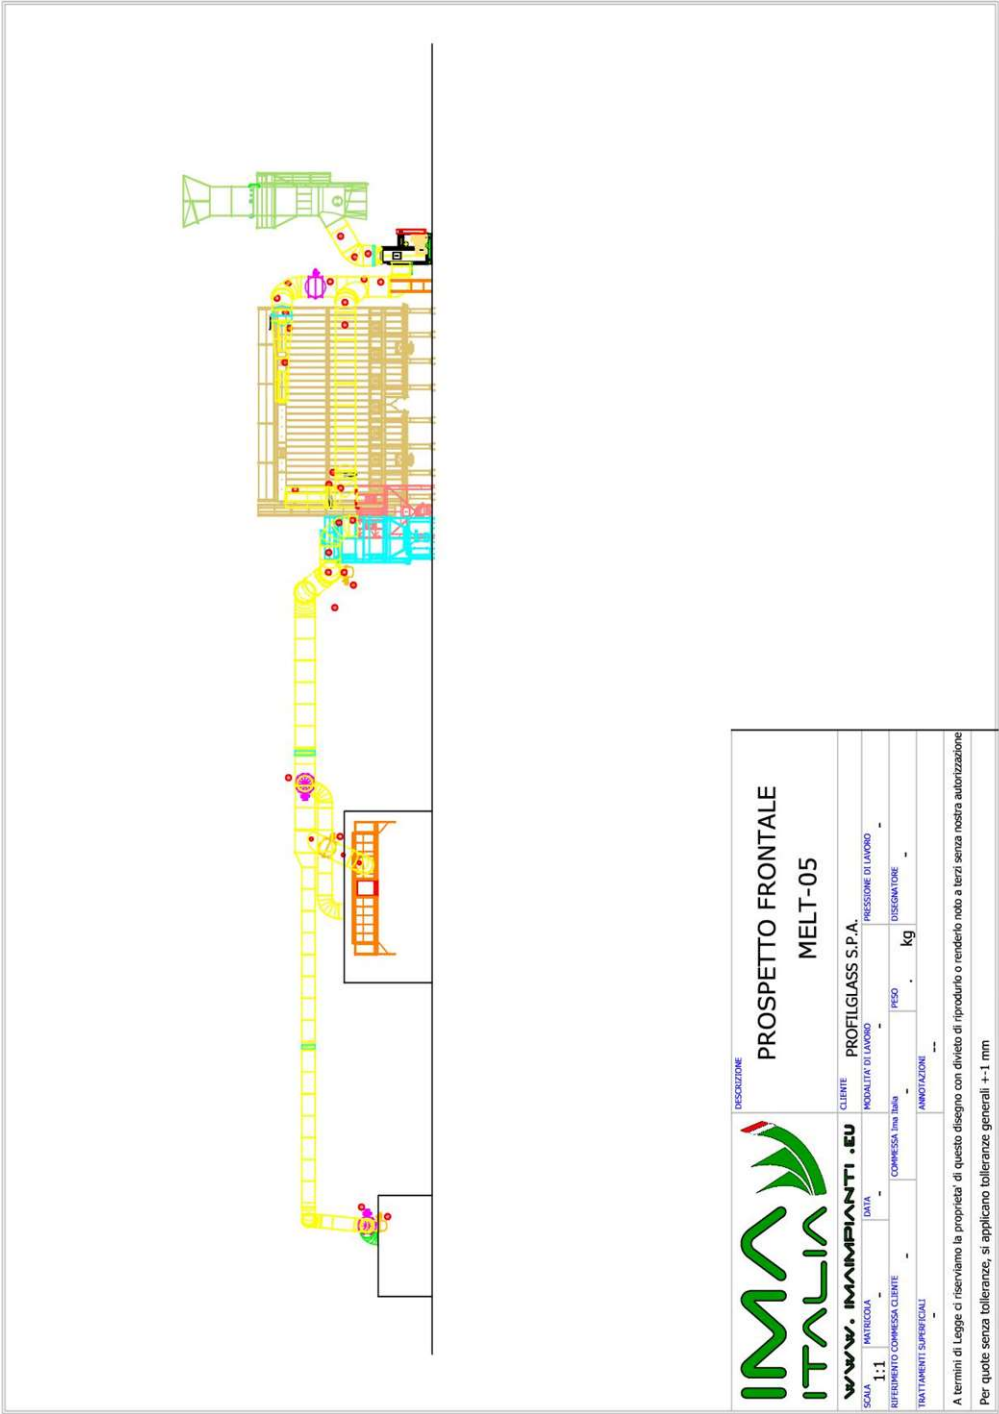 IMA
ITALIA
WWW. IMAIMPIANTI .EU
DESCRIZIONE
PROSPETTO FRONTALE
MELT-05
CLIENTE PROFILGLASS S.P.A.
SCALA 1:1 MATRICOLA - DATA - MODALITA' DI LAVORO - PRESSIONE DI LAVORO -
RIFERIMENTO COMMESSA CLIENTE - COMMESSA Ima Italia - PESO . kg DISEGNATORE -
TRATTAMENTI SUPERFICIALI - ANNOTAZIONI --
A termini di Legge ci riserviamo la proprieta' di questo disegno con divieto di riprodurlo o renderlo noto a terzi senza nostra autorizzazione
Per quote senza tolleranze, si applicano tolleranze generali +-1 mm